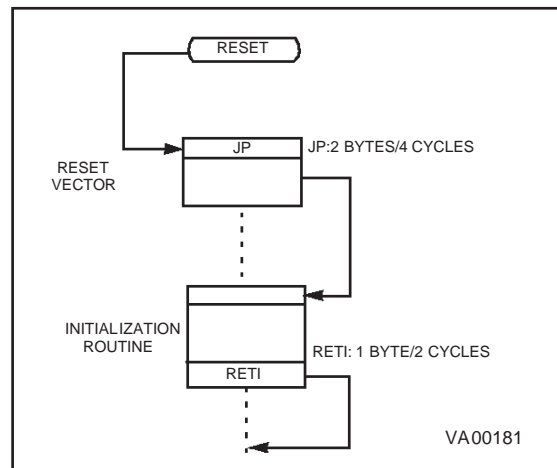 RESET
JP
JP:2 BYTES/4 CYCLES
RESET
VECTOR
INITIALIZATION
ROUTINE
RETI: 1 BYTE/2 CYCLES
RETI
VA00181